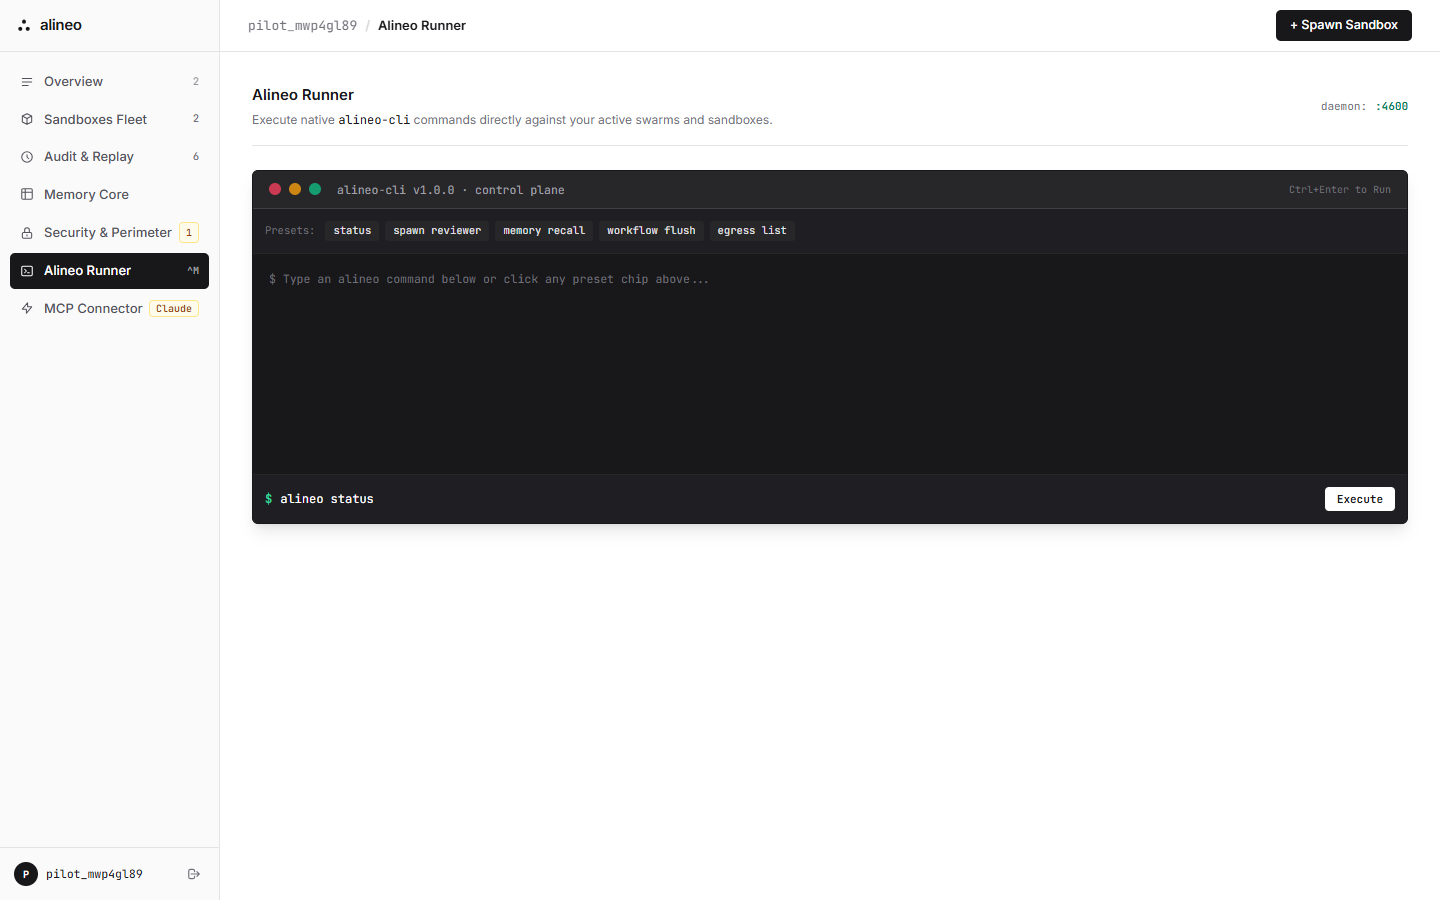 alineo
pilot_mwp4gl89 / Alineo Runner
+ Spawn Sandbox
Overview 2
Sandboxes Fleet 2
Audit & Replay 6
Memory Core
Security & Perimeter 1
Alineo Runner ^M
MCP Connector Claude
Alineo Runner
Execute native alineo-cli commands directly against your active swarms and sandboxes.
daemon: :4600
alineo-cli v1.0.0 · control plane
Ctrl+Enter to Run
Presets: status spawn reviewer memory recall workflow flush egress list
$ Type an alineo command below or click any preset chip above...
$ alineo status
Execute
P pilot_mwp4gl89